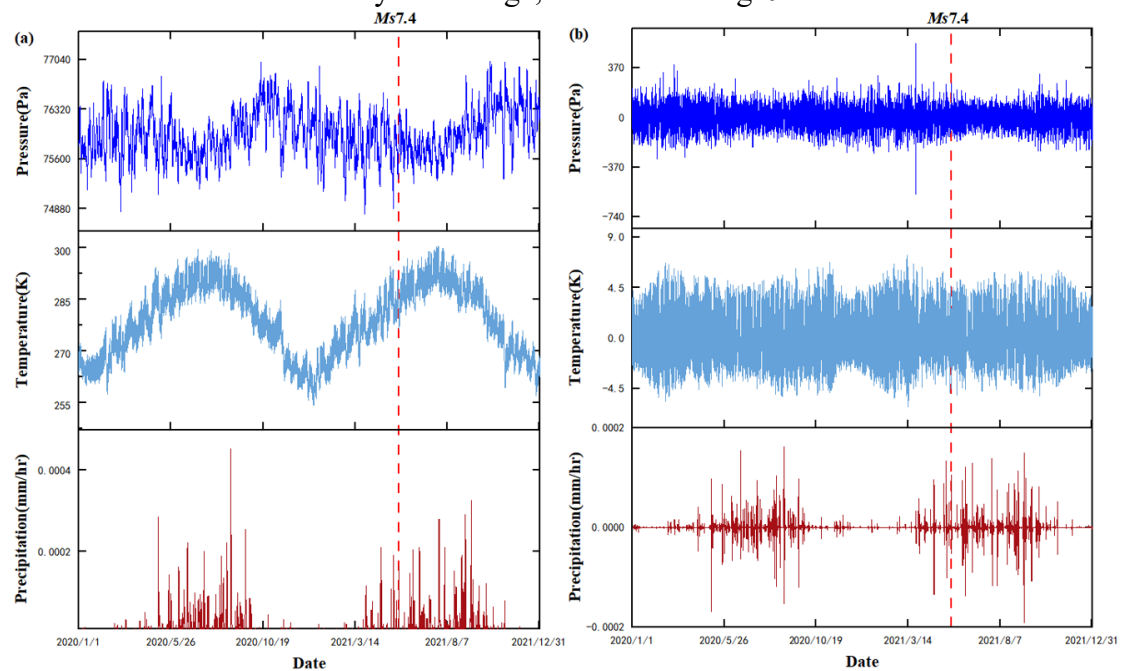 Ms7.4
(a)
77040
76320
75600
74880
Pressure(Pa)
300
285
270
255
Temperature(K)
0.0004
0.0002
Precipitation(mm/hr)
2020/1/1 2020/5/26 2020/10/19 2021/3/14 2021/8/7 2021/12/31
Date
Ms7.4
(b)
370
0
−370
−740
Pressure(Pa)
9.0
4.5
0.0
−4.5
Temperature(K)
0.0002
0.0000
−0.0002
Precipitation(mm/hr)
2020/1/1 2020/5/26 2020/10/19 2021/3/14 2021/8/7 2021/12/31
Date